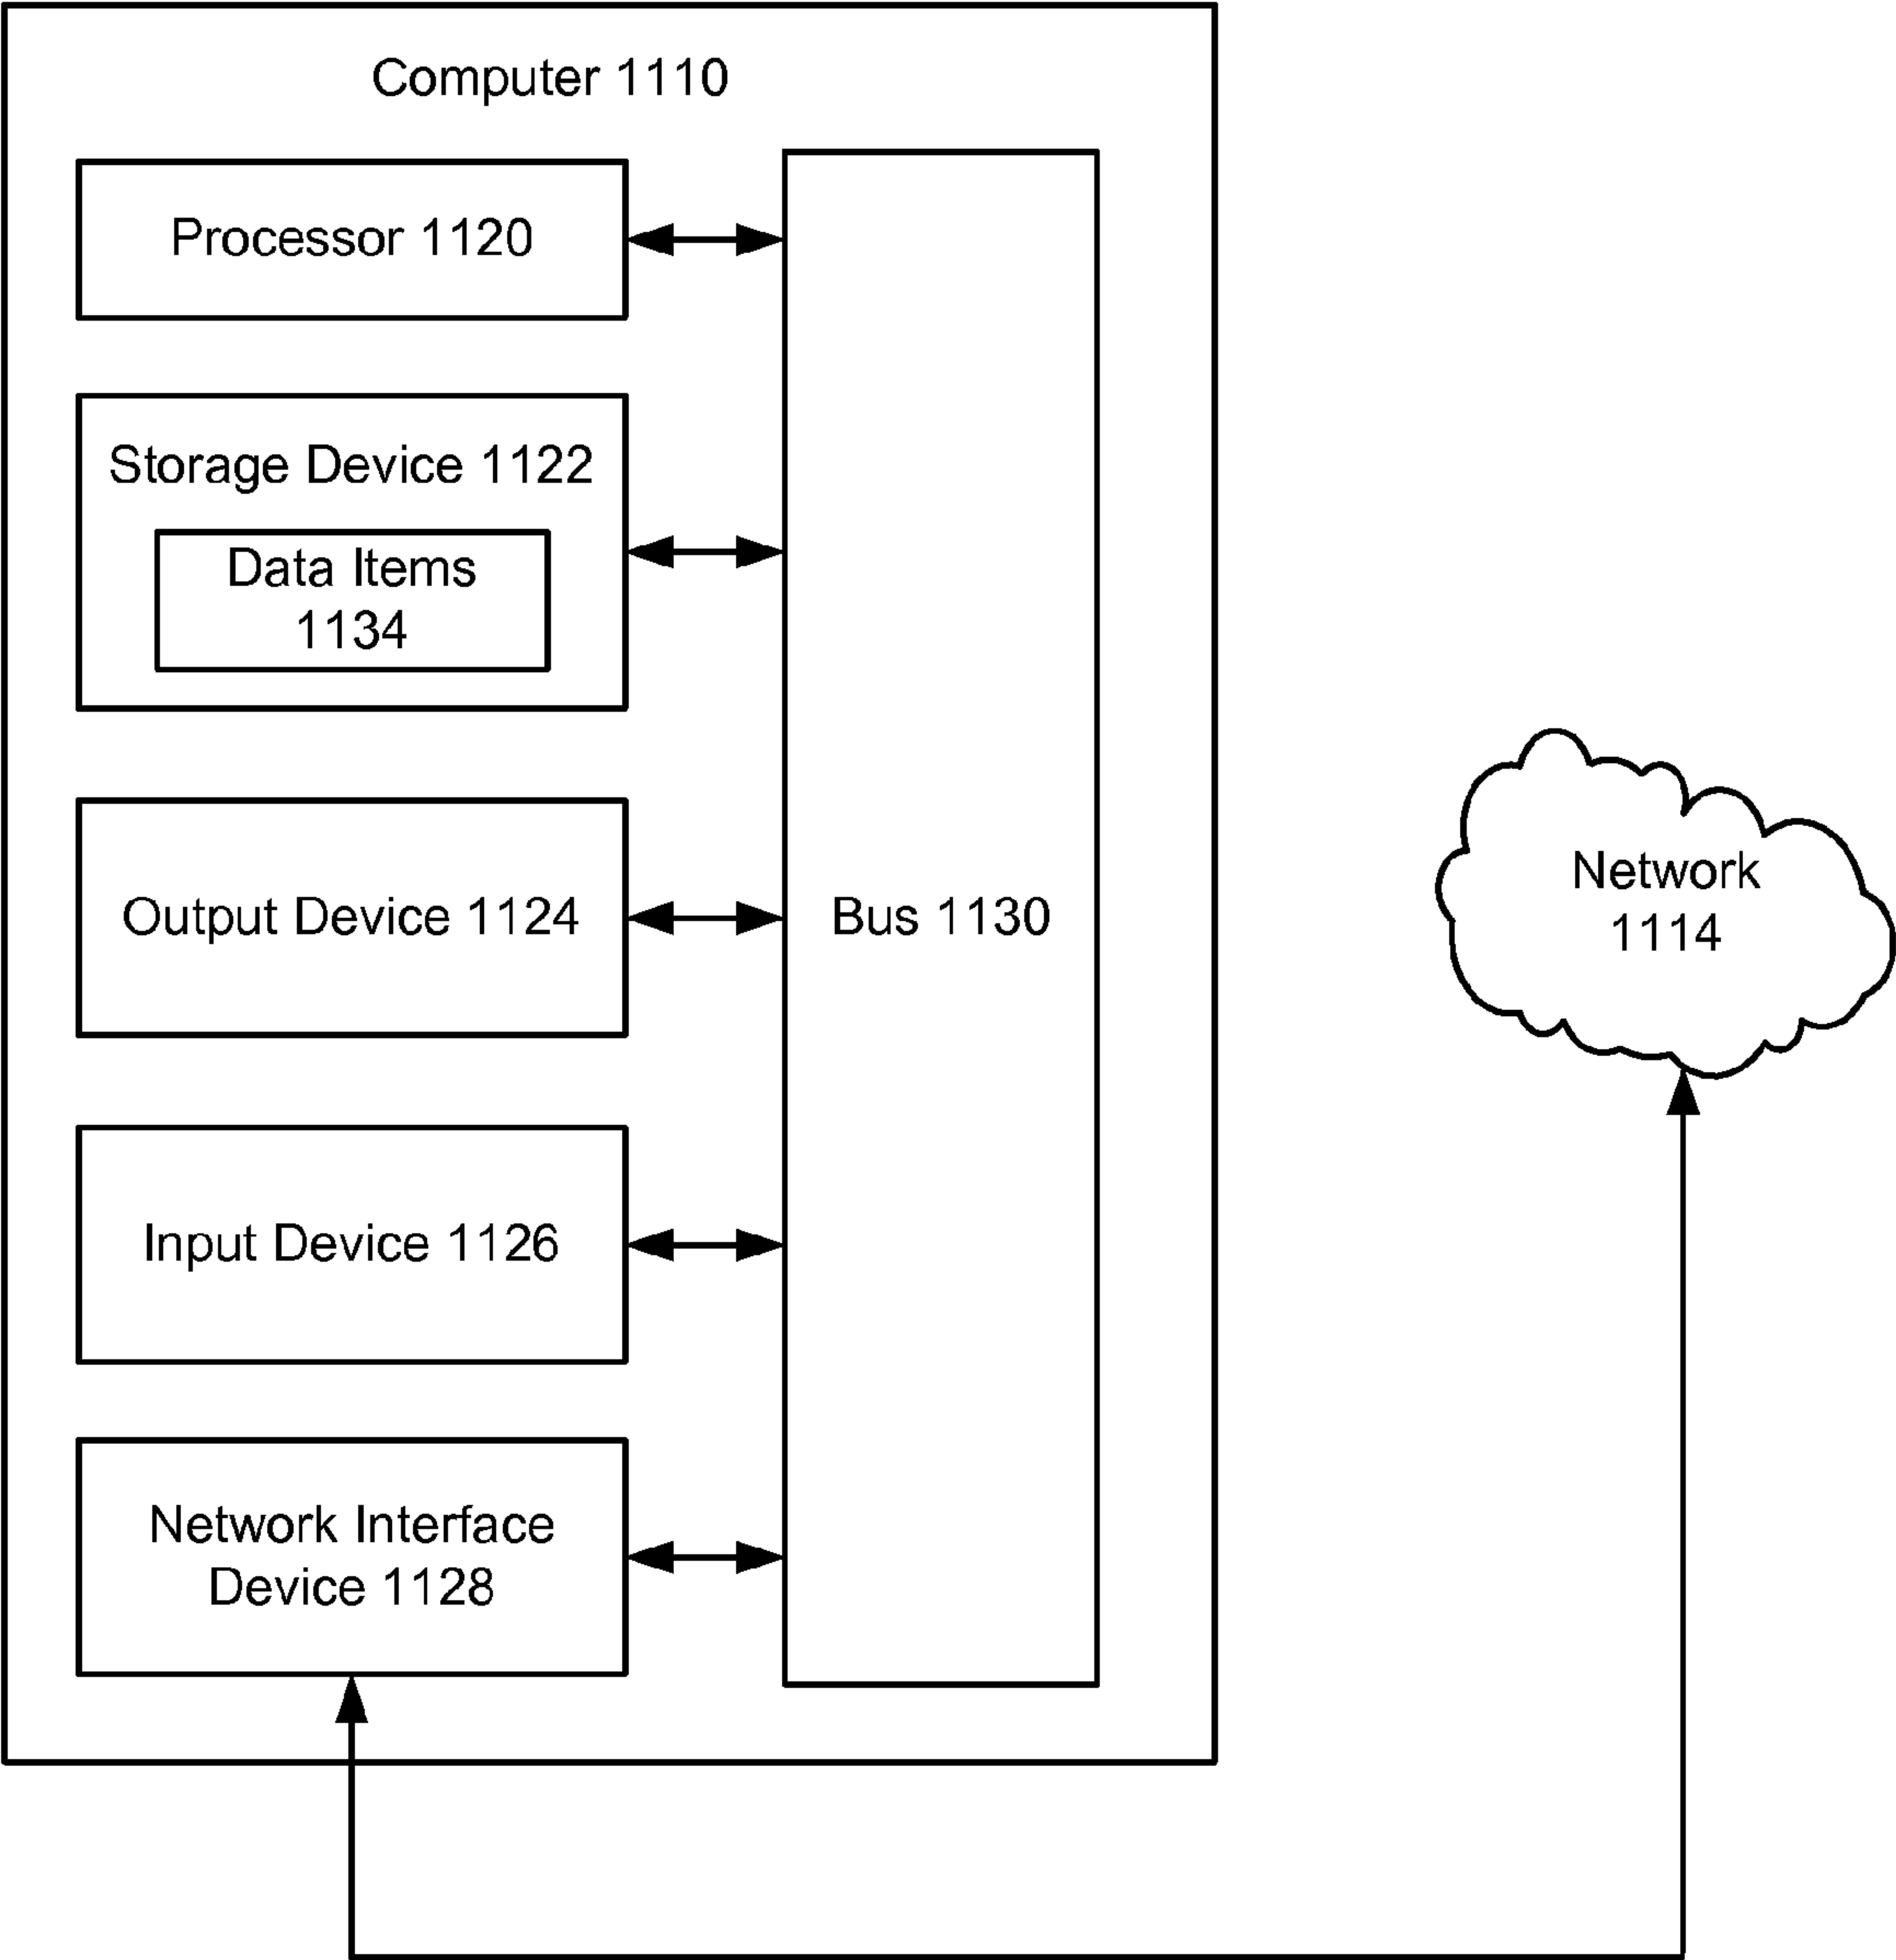 Computer 1110
Processor 1120
Storage Device 1122
Data Items
1134
Output Device 1124
Bus 1130
Input Device 1126
Network Interface
Device 1128
Network
1114